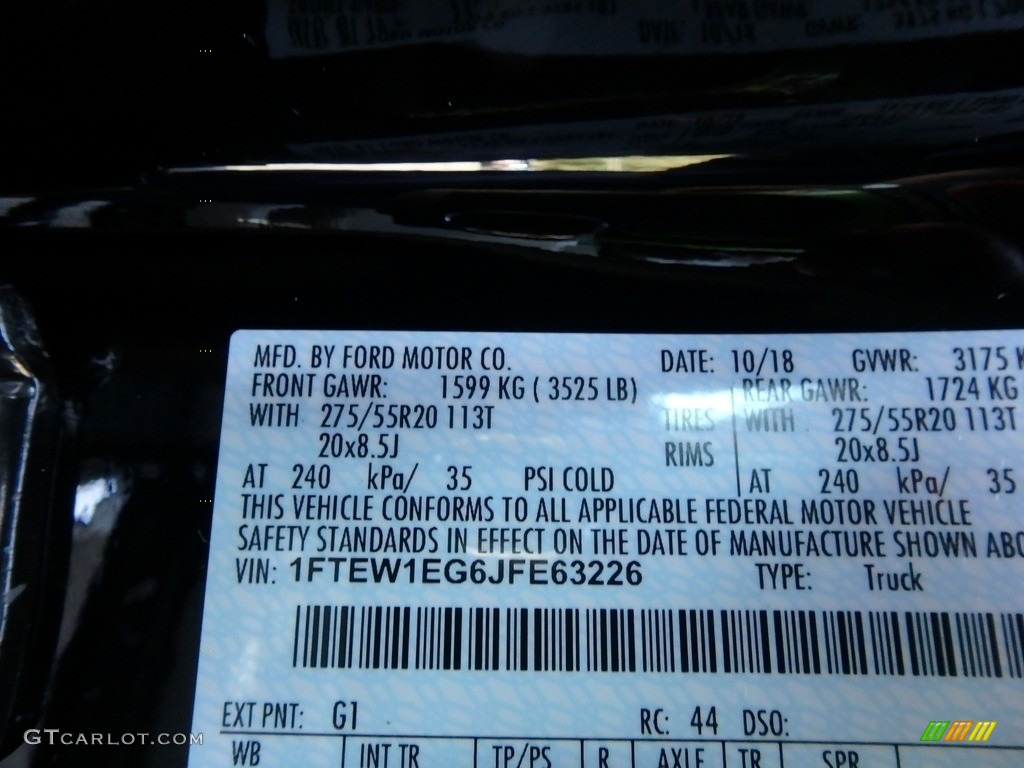 MFD. BY FORD MOTOR CO. DATE: 10/18 GVWR: 3175 K
FRONT GAWR: 1599 KG ( 3525 LB) REAR GAWR: 1724 KG
WITH 275/55R20 113T TIRES WITH 275/55R20 113T
20x8.5J RIMS 20x8.5J
AT 240 kPa/ 35 PSI COLD AT 240 kPa/ 35
THIS VEHICLE CONFORMS TO ALL APPLICABLE FEDERAL MOTOR VEHICLE
SAFETY STANDARDS IN EFFECT ON THE DATE OF MANUFACTURE SHOWN ABO
VIN: 1FTEW1EG6JFE63226 TYPE: Truck
EXT PNT: G1 RC: 44 DSO:
WB INT TR TP/PS R AXLE TR SPR
GTCARLOT.COM